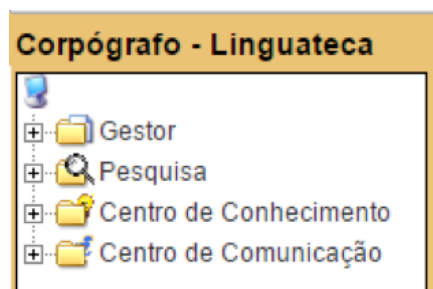 Corpógrafo - Linguateca
Gestor
Pesquisa
Centro de Conhecimento
Centro de Comunicação